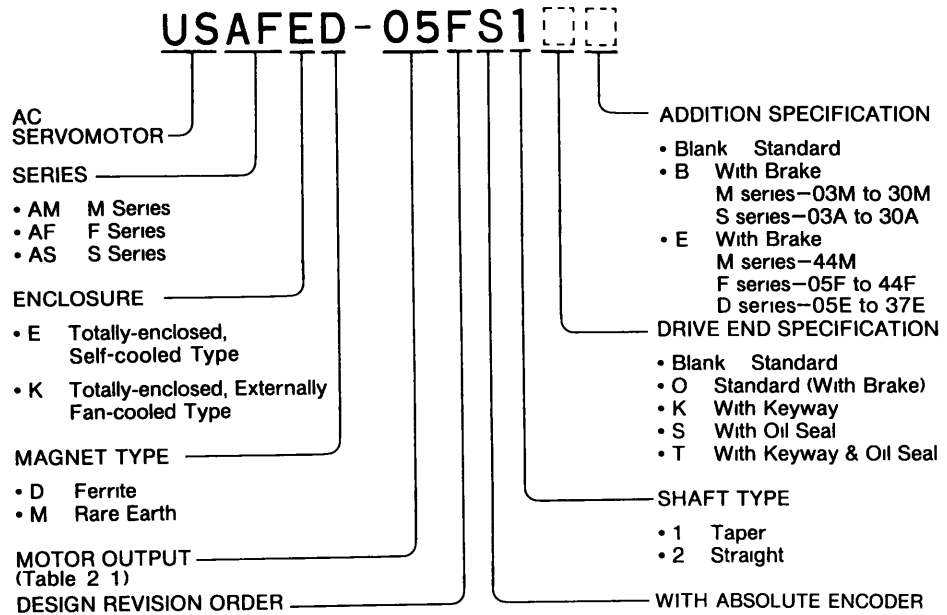 USAFED-05FS1
AC
SERVOMOTOR
SERIES
• AM M Series
• AF F Series
• AS S Series
ENCLOSURE
• E Totally-enclosed,
Self-cooled Type
• K Totally-enclosed, Externally
Fan-cooled Type
MAGNET TYPE
• D Ferrite
• M Rare Earth
MOTOR OUTPUT
(Table 2 1)
DESIGN REVISION ORDER
ADDITION SPECIFICATION
• Blank Standard
• B With Brake
M series-03M to 30M
S series-03A to 30A
• E With Brake
M series-44M
F series-05F to 44F
D series-05E to 37E
DRIVE END SPECIFICATION
• Blank Standard
• O Standard (With Brake)
• K With Keyway
• S With Oil Seal
• T With Keyway & Oil Seal
SHAFT TYPE
• 1 Taper
• 2 Straight
WITH ABSOLUTE ENCODER